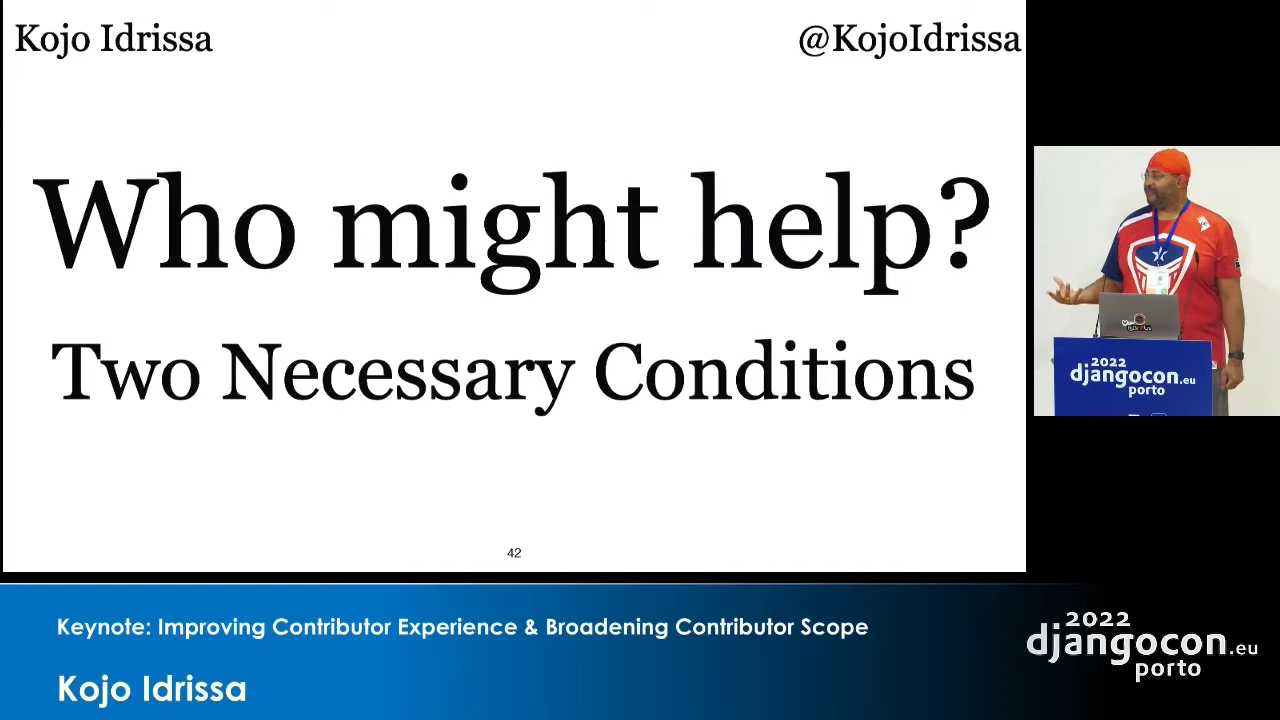 Kojo Idrissa
@KojoIdrissa
Who might help?
Two Necessary Conditions
42
2022
djangocon.eu
porto
Keynote: Improving Contributor Experience & Broadening Contributor Scope
Kojo Idrissa
2022
djangocon.eu
porto